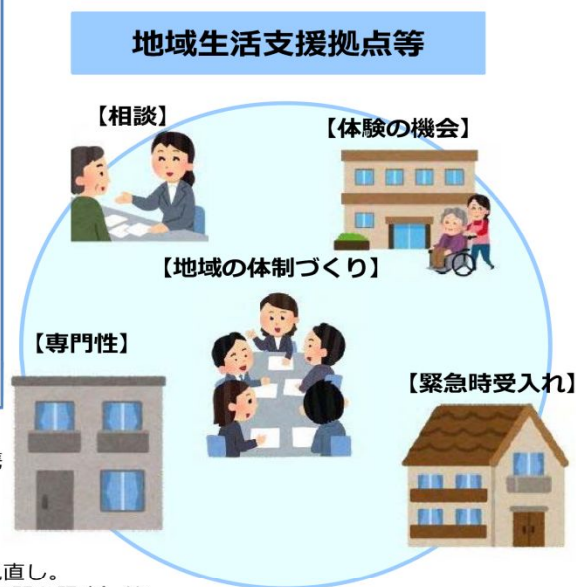 地域生活支援拠点等
【相談】
【体験の機会】
【地域の体制づくり】
【専門性】
【緊急時受入れ】
直し。